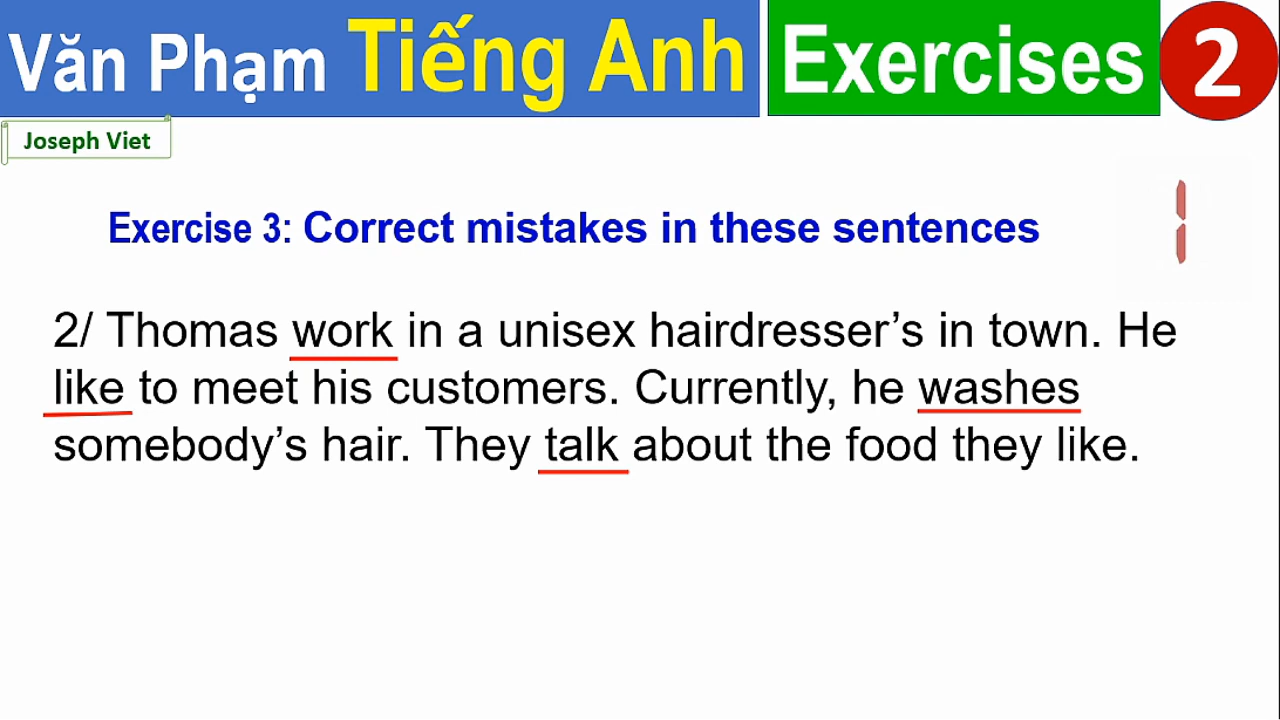 Văn Phạm Tiếng Anh Exercises 2
Joseph Viet
1
Exercise 3: Correct mistakes in these sentences
2/ Thomas work in a unisex hairdresser’s in town. He
like to meet his customers. Currently, he washes
somebody’s hair. They talk about the food they like.